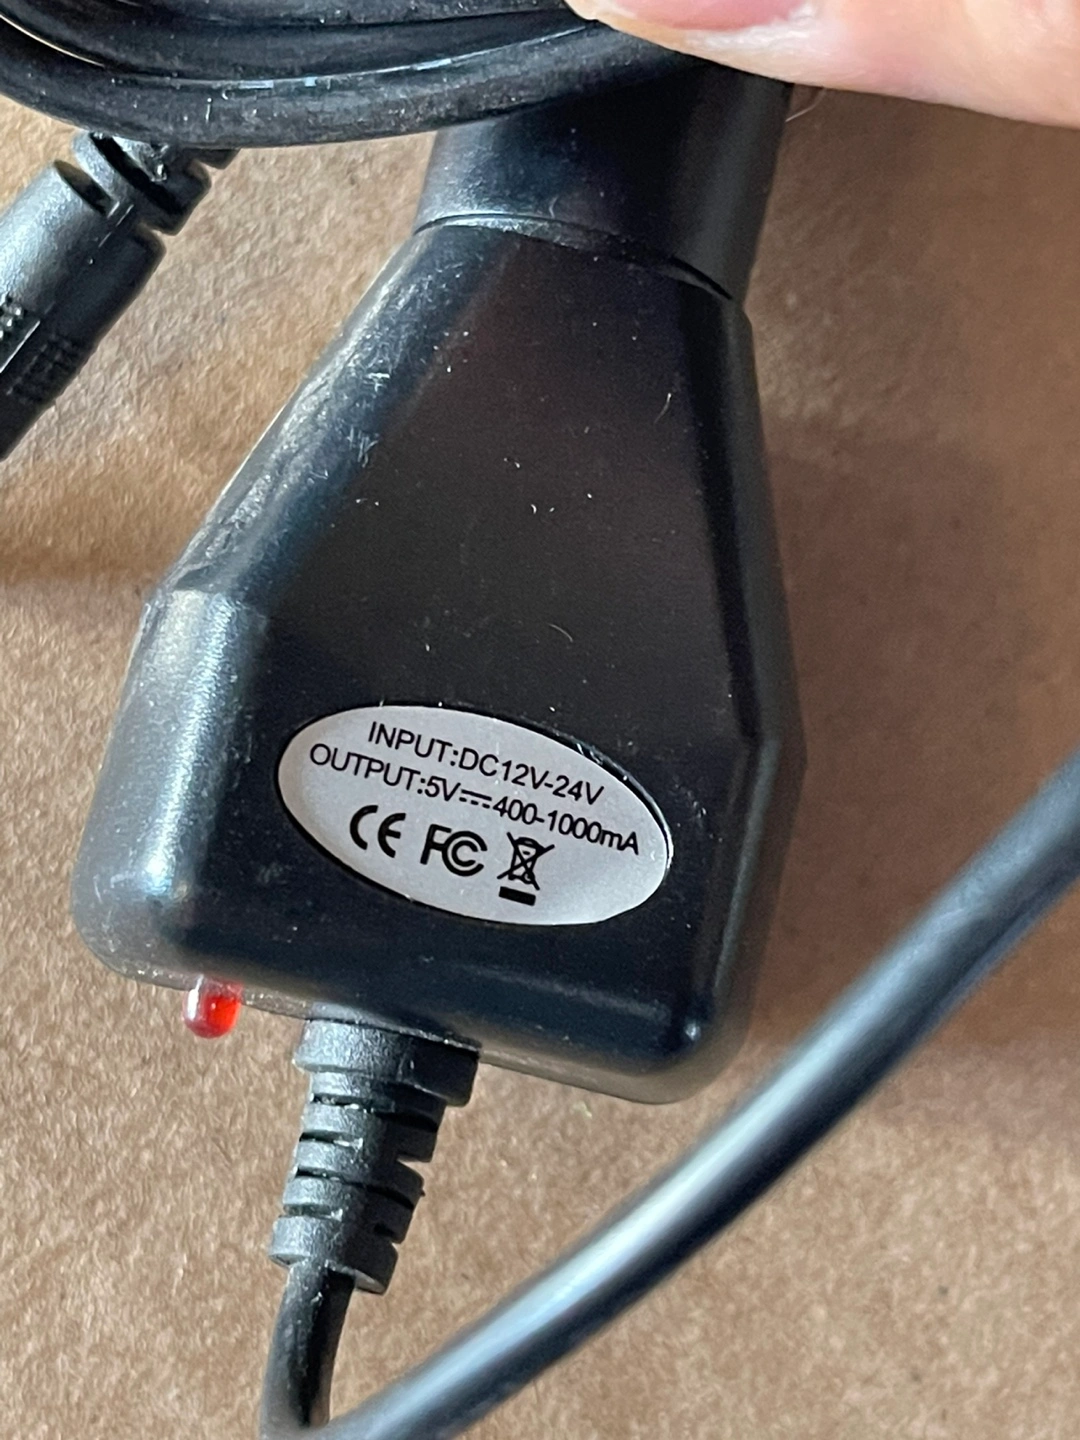 INPUT:DC12V-24V
OUTPUT:5V⎓400-1000mA
CE FC